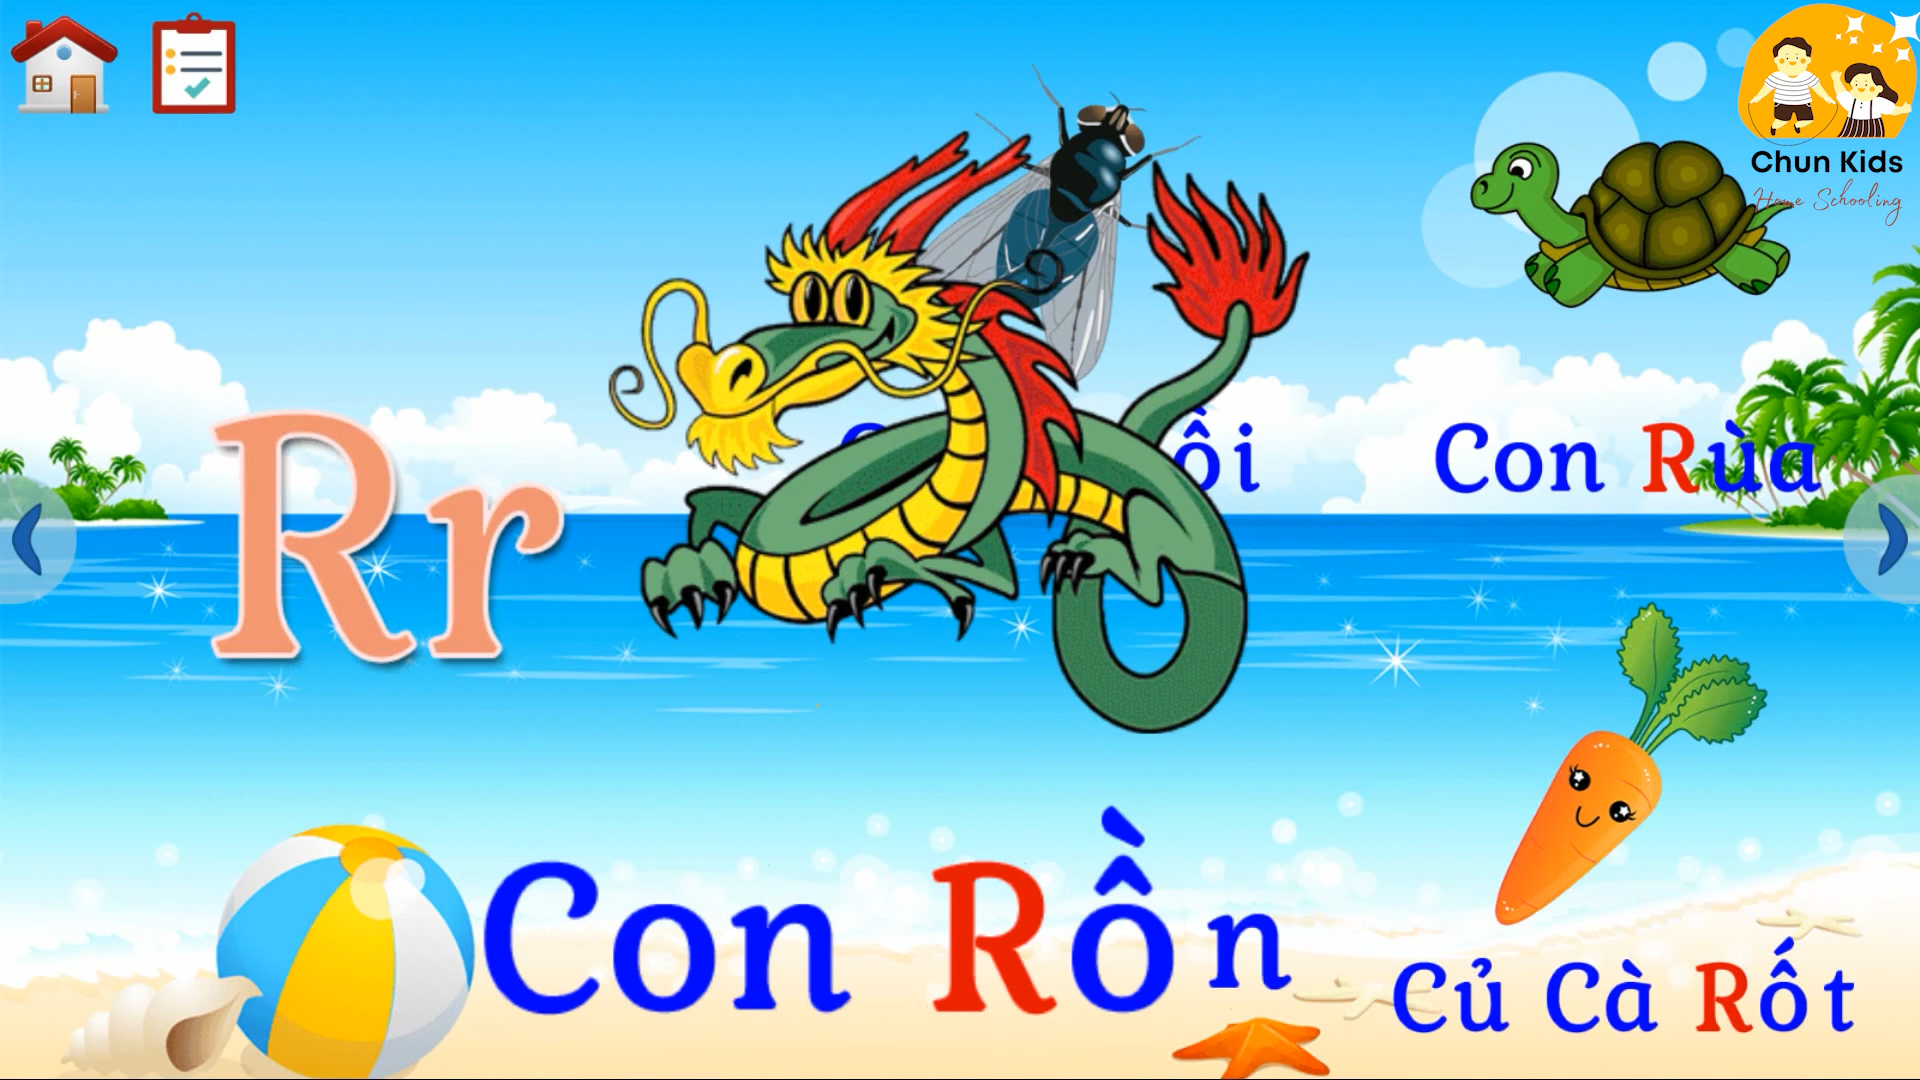 Chun Kids
Home Schooling
Rr
Con Rùa
Con Rồn
Củ Cà Rốt